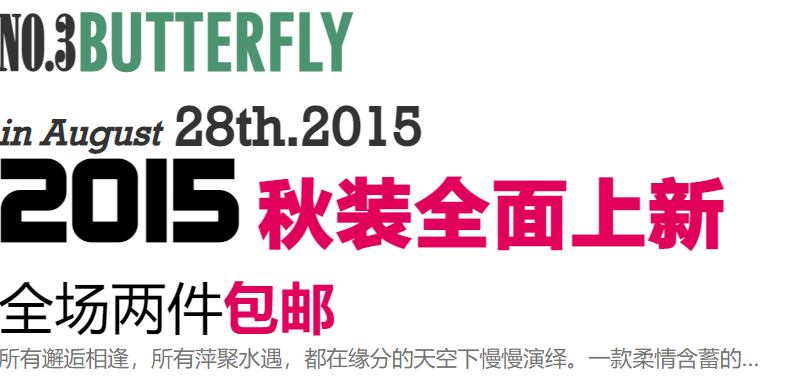 NO.3BUTTERFLY
in August 28th.2015
2015 秋装全面上新
全场两件包邮
所有邂逅相逢，所有萍聚水遇，都在缘分的天空下慢慢演绎。一款柔情含蓄的...